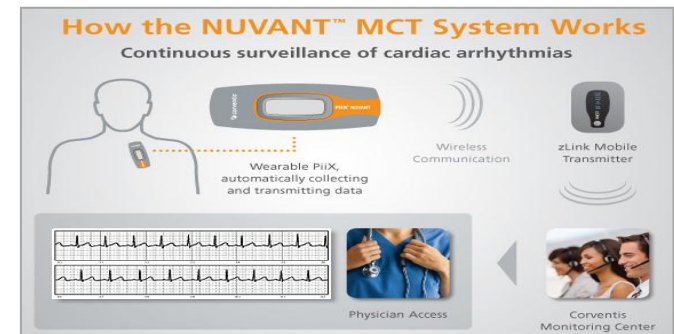 How the NUVANT™ MCT System Works
Continuous surveillance of cardiac arrhythmias
PiiX NUVANT
Wearable PiiX,
automatically collecting
and transmitting data
Wireless
Communication
zLink Mobile
Transmitter
Physician Access
Corventis
Monitoring Center